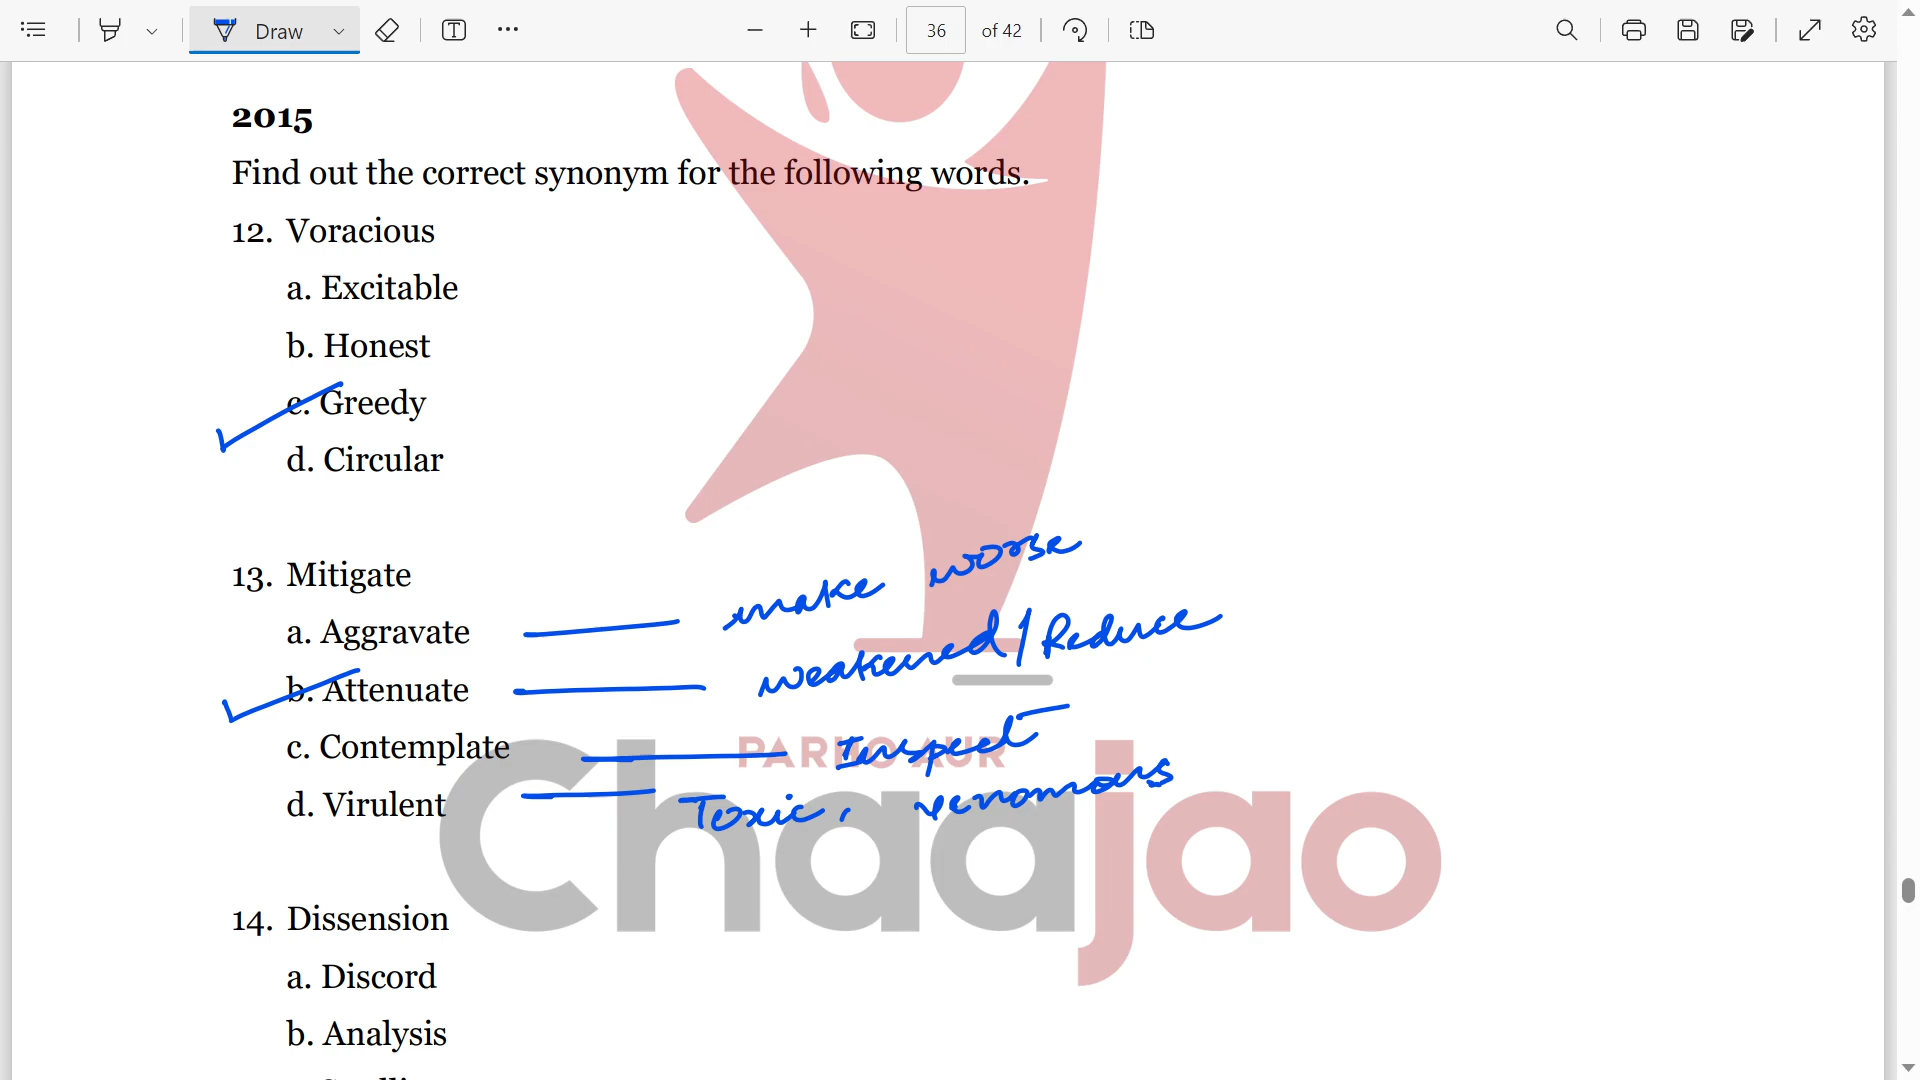 Draw
36 of 42
2015
Find out the correct synonym for the following words.
12. Voracious
a. Excitable
b. Honest
c. Greedy
d. Circular
13. Mitigate
a. Aggravate make worse
b. Attenuate weakened / Reduce
c. Contemplate Inspect
d. Virulent Toxic, venomous
PARHO AUR
Chaajao
14. Dissension
a. Discord
b. Analysis